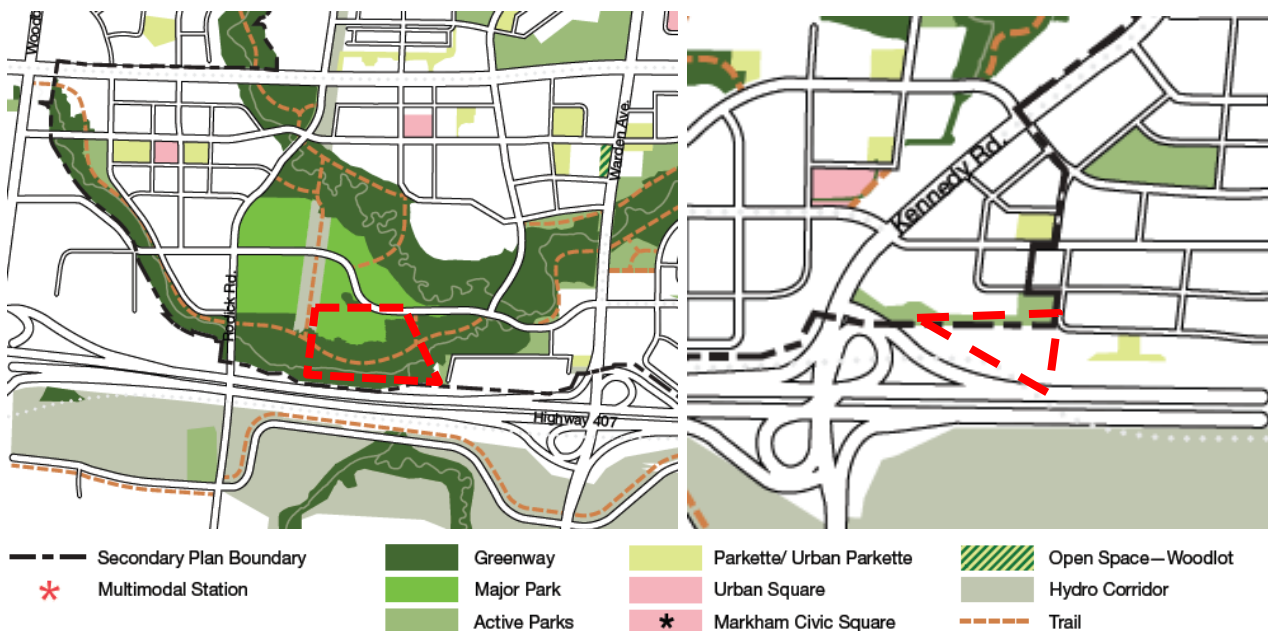 Woodb
Warden Ave.
Rodick Rd.
Highway 407
Kennedy Rd.
Secondary Plan Boundary
Multimodal Station
Greenway
Major Park
Active Parks
Parkette/ Urban Parkette
Urban Square
Markham Civic Square
Open Space—Woodlot
Hydro Corridor
Trail